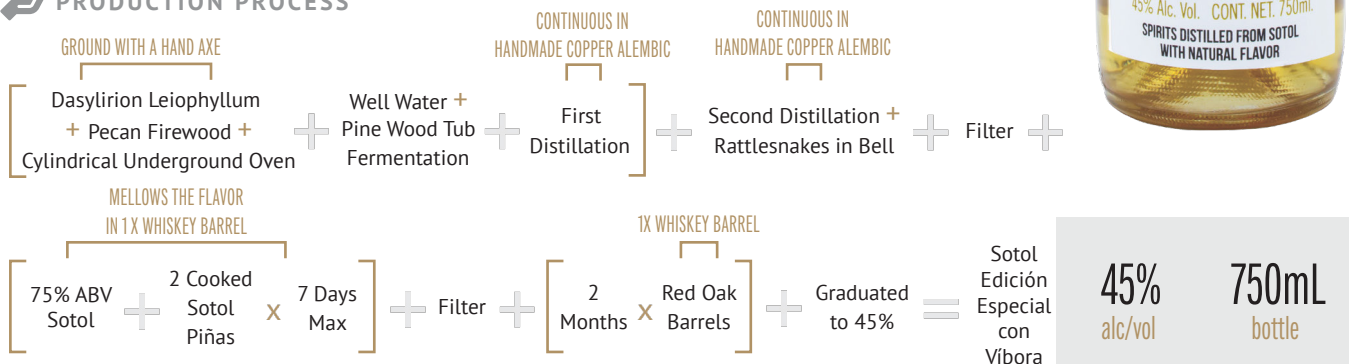 PRODUCTION PROCESS
45% Alc. Vol. CONT. NET. 750ml.
SPIRITS DISTILLED FROM SOTOL
WITH NATURAL FLAVOR
GROUND WITH A HAND AXE
CONTINUOUS IN
HANDMADE COPPER ALEMBIC
CONTINUOUS IN
HANDMADE COPPER ALEMBIC
Dasylirion Leiophyllum
+ Pecan Firewood +
Cylindrical Underground Oven
+
Well Water +
Pine Wood Tub
Fermentation
+
First
Distillation
+
Second Distillation +
Rattlesnakes in Bell
+
Filter
+
MELLOWS THE FLAVOR
IN 1 X WHISKEY BARREL
75% ABV
Sotol
+
2 Cooked
Sotol
Piñas
x
7 Days
Max
+
Filter
+
1X WHISKEY BARREL
2
Months
x
Red Oak
Barrels
+
Graduated
to 45%
=
Sotol
Edición
Especial
con
Víbora
45%
alc/vol
750mL
bottle